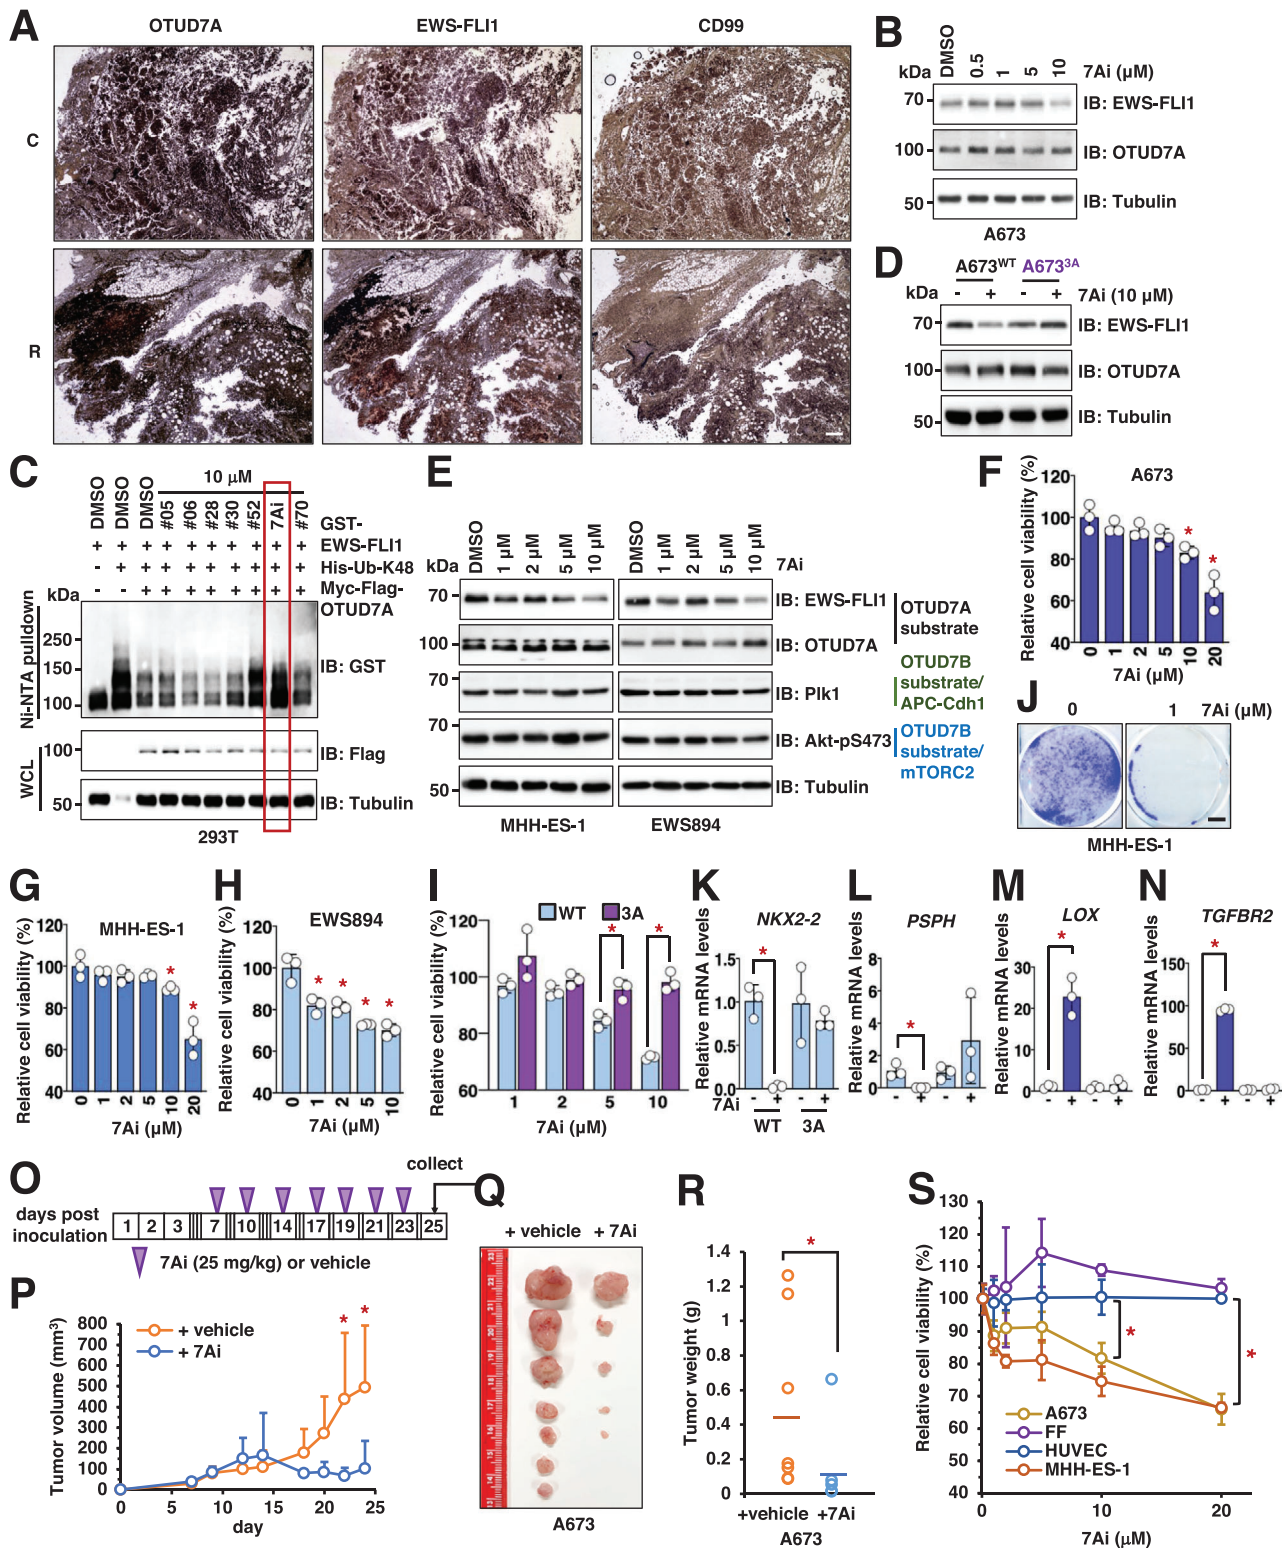 A
OTUD7A
EWS-FLI1
CD99
C
R
B
DMSO
0.5
1
5
10
7Ai (µM)
kDa
70
IB: EWS-FLI1
100
IB: OTUD7A
50
IB: Tubulin
A673
D
A673WT
A6733A
kDa
-
+
-
+
7Ai (10 µM)
70
IB: EWS-FLI1
100
IB: OTUD7A
50
IB: Tubulin
C
10 µM
DMSO
DMSO
DMSO
#05
#06
#28
#30
#52
7Ai
#70
GST-
EWS-FLI1
+ + + + + + + + + +
His-Ub-K48
- + + + + + + + + +
Myc-Flag-
OTUD7A
- - + + + + + + + +
kDa
Ni-NTA pulldown
250
150
100
IB: GST
WCL
100
IB: Flag
50
IB: Tubulin
293T
E
DMSO
1 µM
2 µM
5 µM
10 µM
DMSO
1 µM
2 µM
5 µM
10 µM
7Ai
kDa
70
IB: EWS-FLI1
OTUD7A
substrate
100
IB: OTUD7A
70
IB: Plk1
OTUD7B
substrate/
APC-Cdh1
70
IB: Akt-pS473
OTUD7B
substrate/
mTORC2
50
IB: Tubulin
MHH-ES-1
EWS894
F
A673
Relative cell viability (%)
120
100
80
60
40
*
*
0 1 2 5 10 20
7Ai (µM)
J
0
1
7Ai (µM)
MHH-ES-1
G
MHH-ES-1
Relative cell viability (%)
120
100
80
60
40
*
*
0 1 2 5 10 20
7Ai (µM)
H
EWS894
Relative cell viability (%)
120
100
80
60
40
* * * *
0 1 2 5 10
7Ai (µM)
I
WT
3A
Relative cell viability (%)
120
100
80
60
*
*
1 2 5 10
7Ai (µM)
K
NKX2-2
Relative mRNA levels
1.5
1.0
0.5
0.0
*
7Ai
- + - +
WT
3A
L
PSPH
Relative mRNA levels
8
6
4
2
0
*
- + - +
M
LOX
Relative mRNA levels
30
20
10
0
*
- + - +
N
TGFBR2
Relative mRNA levels
150
100
50
0
*
- + - +
O
collect
days post
inoculation
1 2 3 7 10 14 17 19 21 23 25
7Ai (25 mg/kg) or vehicle
P
Tumor volume (mm3)
800
700
600
500
400
300
200
100
0
+ vehicle
+ 7Ai
*
*
0 5 10 15 20 25
day
Q
+ vehicle
+ 7Ai
23
22
21
20
19
18
17
16
15
14
13
A673
R
Tumor weight (g)
1.4
1.2
1
0.8
0.6
0.4
0.2
0
*
+vehicle
+7Ai
A673
S
Relative cell viability (%)
130
120
110
100
90
80
70
60
50
40
*
*
A673
FF
HUVEC
MHH-ES-1
0 10 20
7Ai (µM)